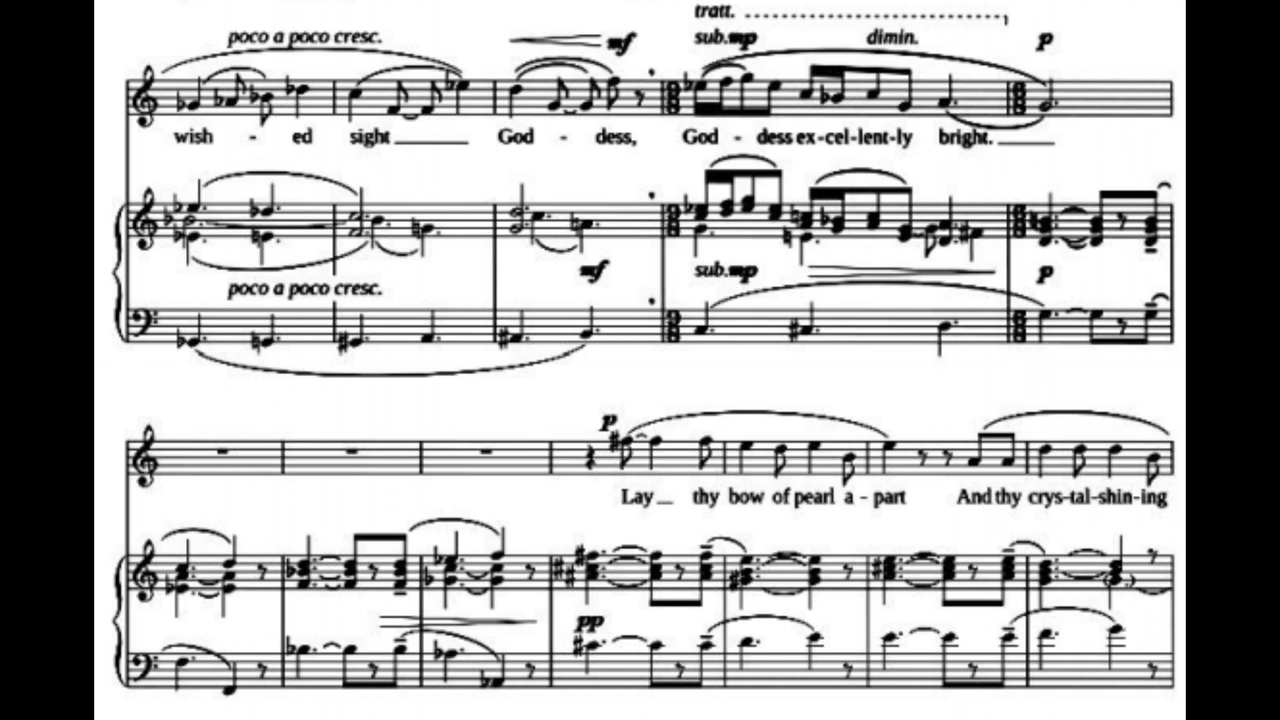 tratt.
poco a poco cresc. mf sub.mp dimin. p
wish - ed sight God - dess, God - dess ex-cel-lent-ly bright.
mf sub.mp p
poco a poco cresc.
p
Lay thy bow of pearl a - part And thy crys-tal-shin-ing
pp